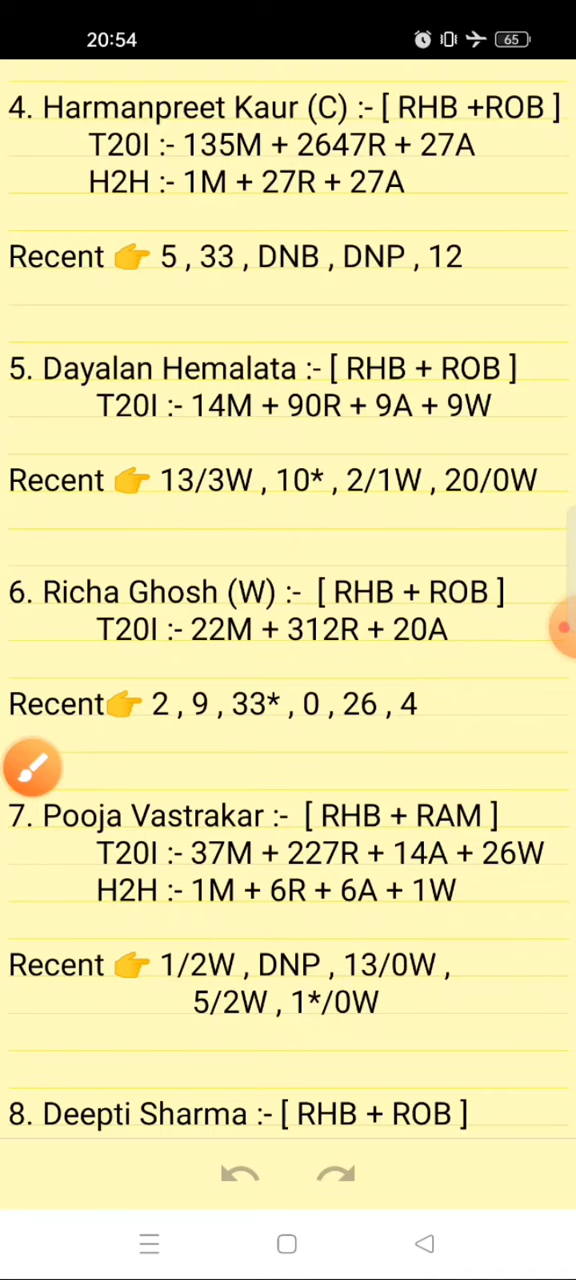 20:54
65
4. Harmanpreet Kaur (C) :- [ RHB +ROB ]
T20I :- 135M + 2647R + 27A
H2H :- 1M + 27R + 27A
Recent 👉 5 , 33 , DNB , DNP , 12
5. Dayalan Hemalata :- [ RHB + ROB ]
T20I :- 14M + 90R + 9A + 9W
Recent 👉 13/3W , 10* , 2/1W , 20/0W
6. Richa Ghosh (W) :- [ RHB + ROB ]
T20I :- 22M + 312R + 20A
Recent👉 2 , 9 , 33* , 0 , 26 , 4
7. Pooja Vastrakar :- [ RHB + RAM ]
T20I :- 37M + 227R + 14A + 26W
H2H :- 1M + 6R + 6A + 1W
Recent 👉 1/2W , DNP , 13/0W ,
5/2W , 1*/0W
8. Deepti Sharma :- [ RHB + ROB ]